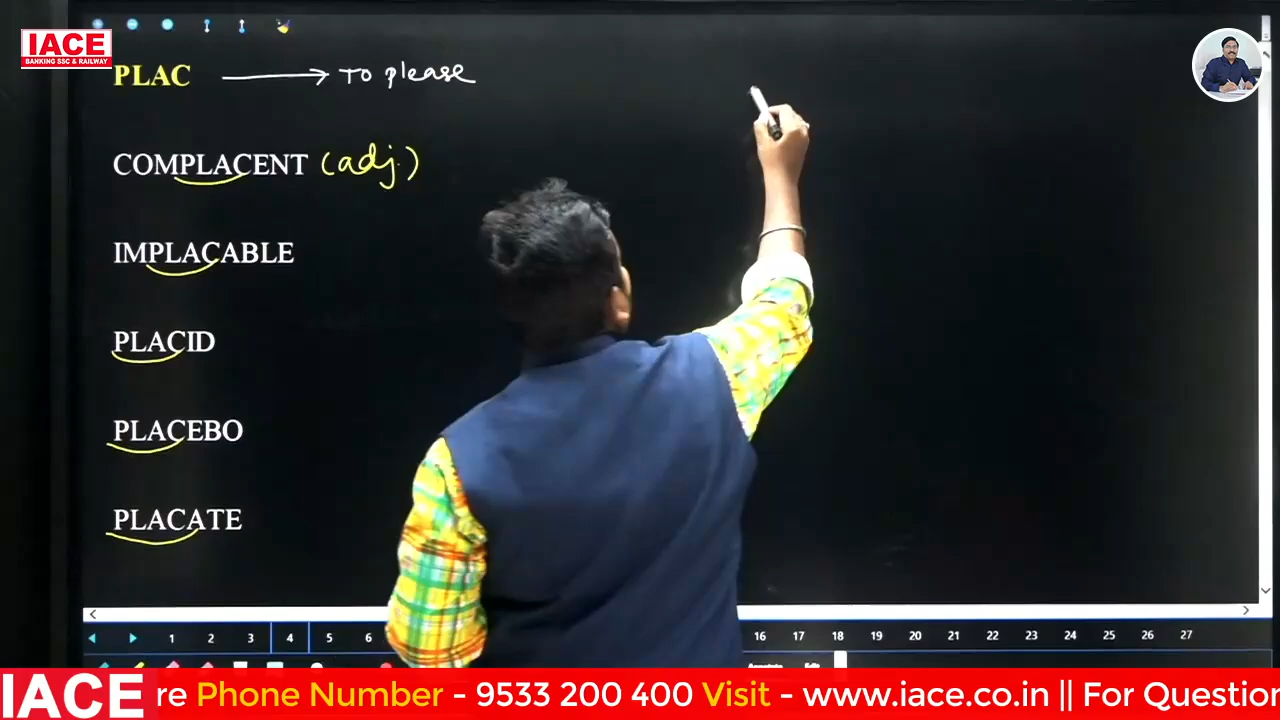 IACE
BANKING SSC & RAILWAY
PLAC → To please
COMPLACENT (adj.)
IMPLACABLE
PLACID
PLACEBO
PLACATE
1 2 3 4 5 6 16 17 18 19 20 21 22 23 24 25 26 27
IACE re Phone Number - 9533 200 400 Visit - www.iace.co.in || For Question